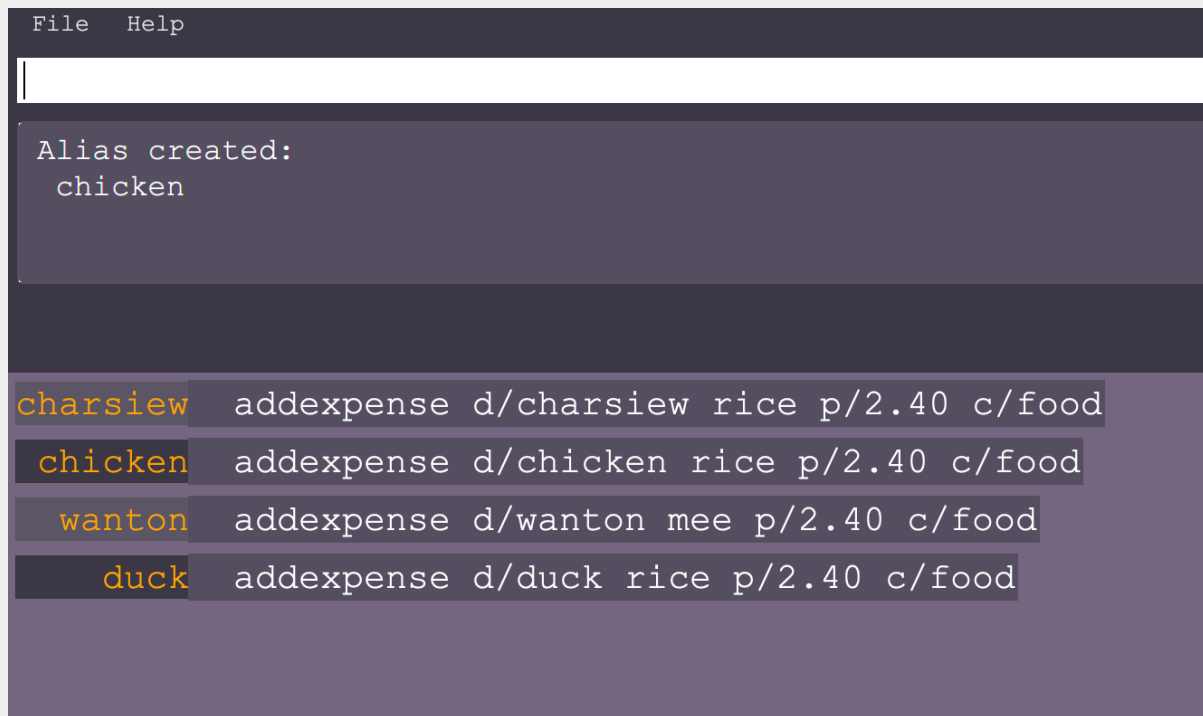 File Help
Alias created:
chicken
charsiew addexpense d/charsiew rice p/2.40 c/food
chicken addexpense d/chicken rice p/2.40 c/food
wanton addexpense d/wanton mee p/2.40 c/food
duck addexpense d/duck rice p/2.40 c/food